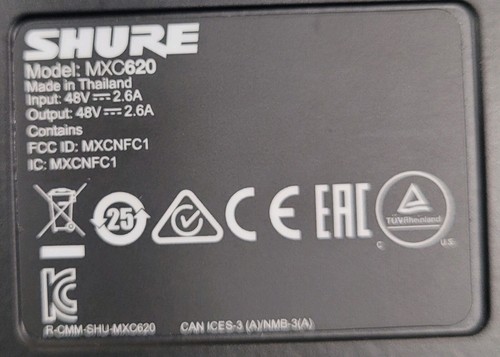 SHURE
Model: MXC620
Made in Thailand
Input: 48V⎓2.6A
Output: 48V⎓2.6A
Contains
FCC ID: MXCNFC1
IC: MXCNFC1
25
CE
EAC
TÜVRheinland
C U.S.
R-CMM-SHU-MXC620 CAN ICES-3 (A)/NMB-3(A)